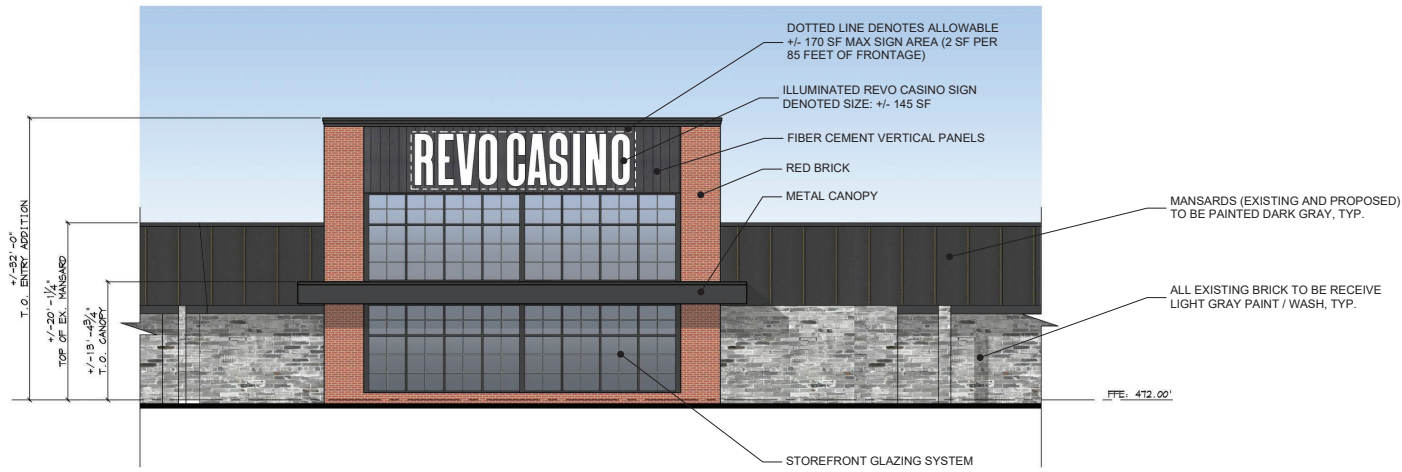 DOTTED LINE DENOTES ALLOWABLE
+/- 170 SF MAX SIGN AREA (2 SF PER
85 FEET OF FRONTAGE)
ILLUMINATED REVO CASINO SIGN
DENOTED SIZE: +/- 145 SF
FIBER CEMENT VERTICAL PANELS
RED BRICK
METAL CANOPY
REVO CASINO
MANSARDS (EXISTING AND PROPOSED)
TO BE PAINTED DARK GRAY, TYP.
ALL EXISTING BRICK TO BE RECEIVE
LIGHT GRAY PAINT / WASH, TYP.
+/-32'-0"
T.O. ENTRY ADDITION
+/-20'-1 1/4"
TOP OF EX. MANSARD
+/-13'-4 3/4"
T.O. CANOPY
FFE: 472.00'
STOREFRONT GLAZING SYSTEM